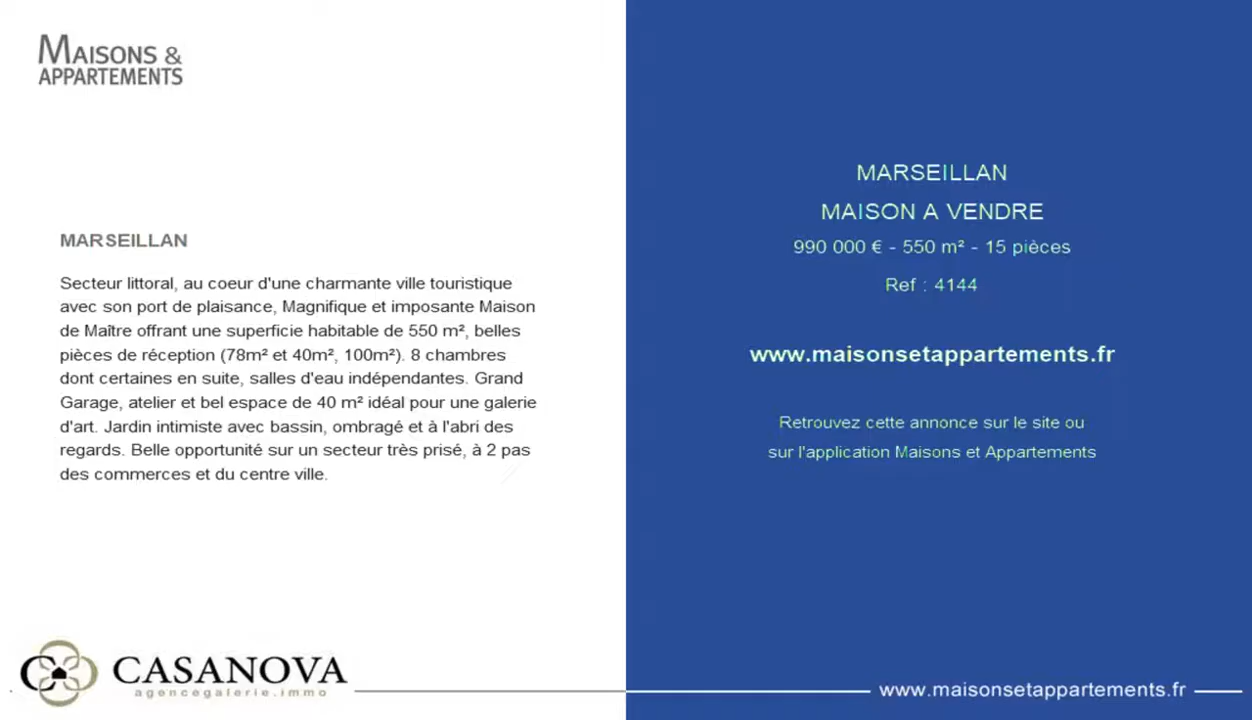 MAISONS &
APPARTEMENTS
MARSEILLAN
Secteur littoral, au coeur d'une charmante ville touristique
avec son port de plaisance, Magnifique et imposante Maison
de Maître offrant une superficie habitable de 550 m², belles
pièces de réception (78m² et 40m², 100m²). 8 chambres
dont certaines en suite, salles d'eau indépendantes. Grand
Garage, atelier et bel espace de 40 m² idéal pour une galerie
d'art. Jardin intimiste avec bassin, ombragé et à l'abri des
regards. Belle opportunité sur un secteur très prisé, à 2 pas
des commerces et du centre ville.
CASANOVA
agencegalerie.immo
MARSEILLAN
MAISON A VENDRE
990 000 € - 550 m² - 15 pièces
Ref : 4144
www.maisonsetappartements.fr
Retrouvez cette annonce sur le site ou
sur l'application Maisons et Appartements
www.maisonsetappartements.fr